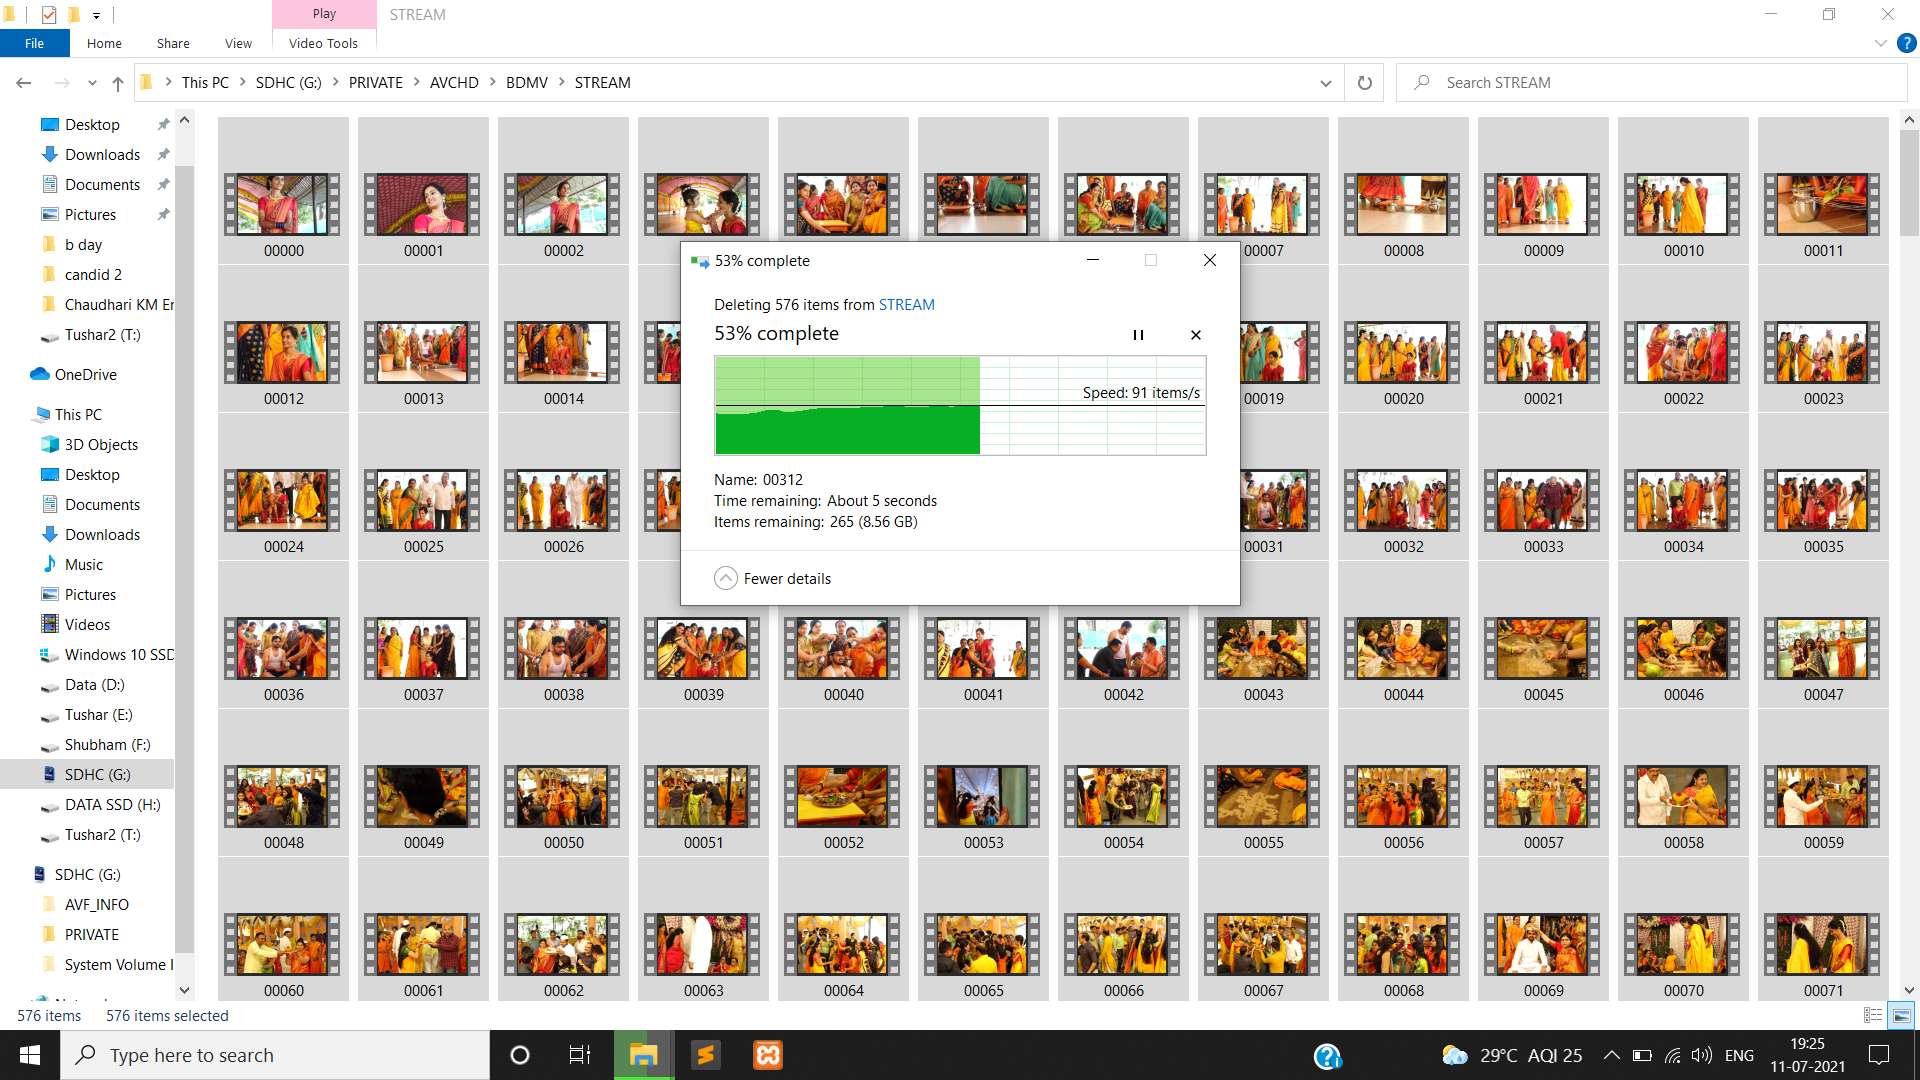 Play
STREAM
File
Home
Share
View
Video Tools
This PC
SDHC (G:)
PRIVATE
AVCHD
BDMV
STREAM
Search STREAM
Desktop
Downloads
Documents
Pictures
b day
candid 2
Chaudhari KM Er
Tushar2 (T:)
OneDrive
This PC
3D Objects
Desktop
Documents
Downloads
Music
Pictures
Videos
Windows 10 SSD
Data (D:)
Tushar (E:)
Shubham (F:)
SDHC (G:)
DATA SSD (H:)
Tushar2 (T:)
SDHC (G:)
AVF_INFO
PRIVATE
System Volume I
00000 00001 00002 00007 00008 00009 00010 00011
00012 00013 00014 00019 00020 00021 00022 00023
00024 00025 00026 00031 00032 00033 00034 00035
00036 00037 00038 00039 00040 00041 00042 00043 00044 00045 00046 00047
00048 00049 00050 00051 00052 00053 00054 00055 00056 00057 00058 00059
00060 00061 00062 00063 00064 00065 00066 00067 00068 00069 00070 00071
53% complete
Deleting 576 items from STREAM
53% complete
Speed: 91 items/s
Name: 00312
Time remaining: About 5 seconds
Items remaining: 265 (8.56 GB)
Fewer details
576 items
576 items selected
Type here to search
29°C AQI 25
ENG
19:25
11-07-2021